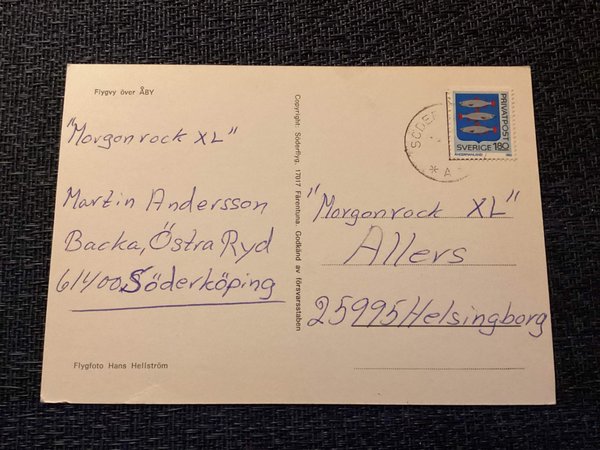 Flygvy över ÅBY
"Morgonrock XL"
Martin Andersson
Backa, Östra Ryd
61400 Söderköping
Flygfoto Hans Hellström
Copyright: Söderflyg, 17017 Färentuna. Godkänd av försvarsstaben
PRIVATPOST
SVERIGE 180
ÅNGERMANLAND
"Morgonrock XL"
Allers
25995 Helsingborg